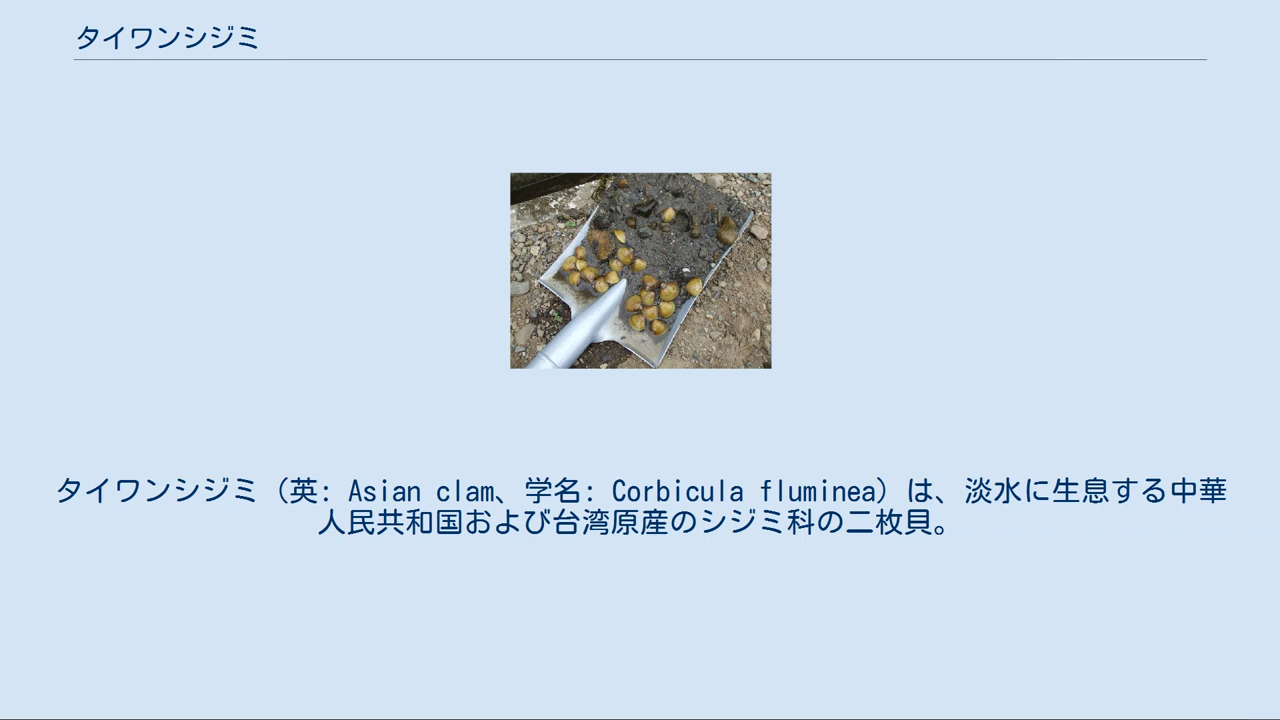 タイワンシジミ
タイワンシジミ（英: Asian clam、学名: Corbicula fluminea）は、淡水に生息する中華
人民共和国および台湾原産のシジミ科の二枚貝。